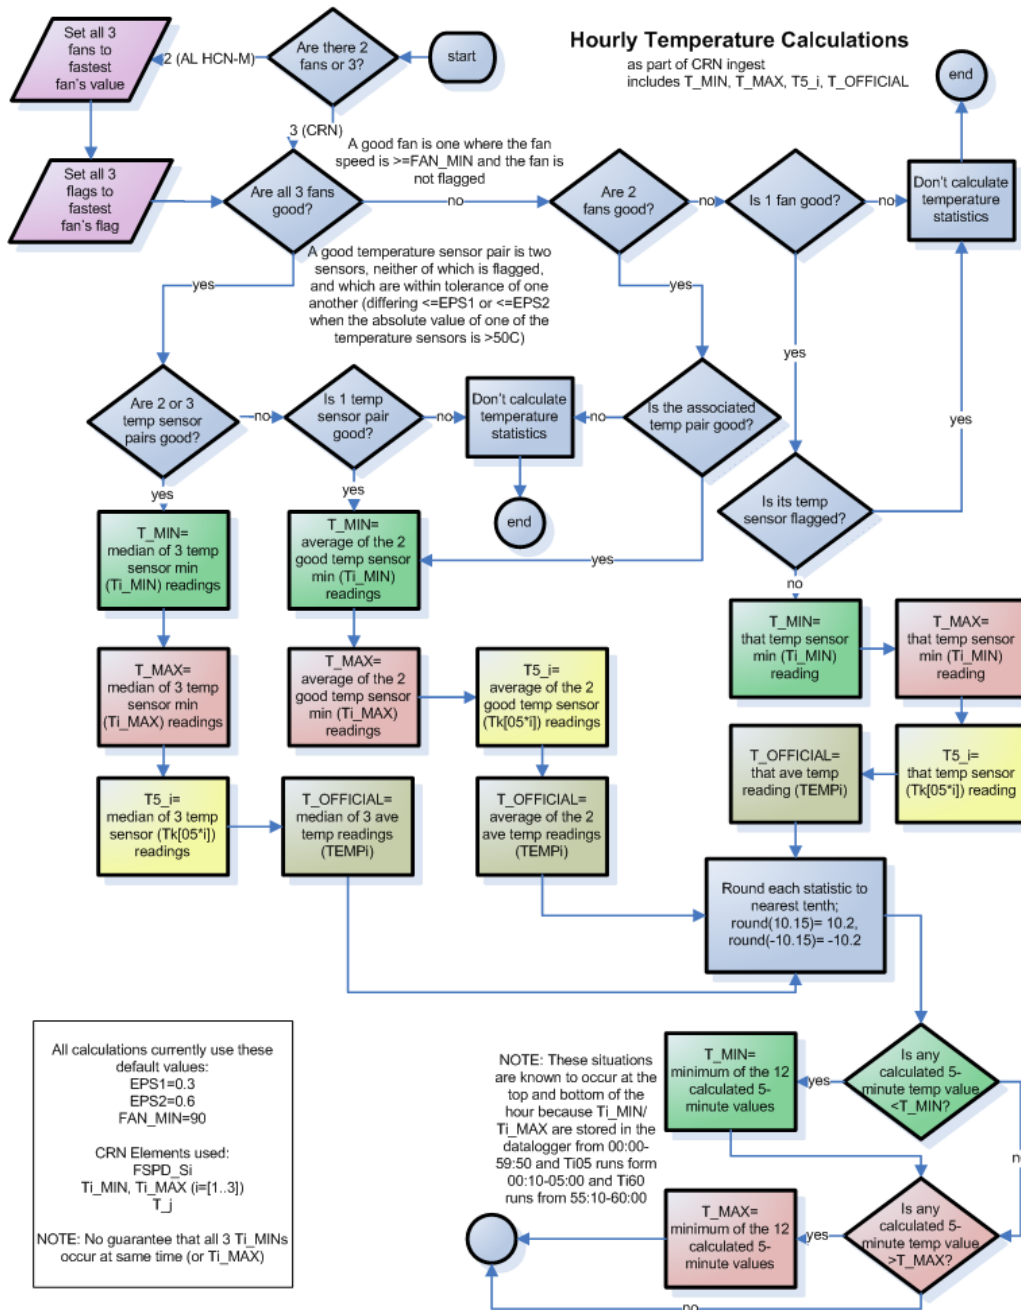 Hourly Temperature Calculations
as part of CRN ingest
includes T_MIN, T_MAX, T5_i, T_OFFICIAL
start
Are there 2
fans or 3?
2 (AL HCN-M)
Set all 3
fans to
fastest
fan's value
3 (CRN)
Set all 3
flags to
fastest
fan's flag
A good fan is one where the fan
speed is >=FAN_MIN and the fan is
not flagged
Are all 3 fans
good?
no
Are 2
fans good?
no
Is 1 fan good?
no
Don't calculate
temperature
statistics
end
yes
A good temperature sensor pair is two
sensors, neither of which is flagged,
and which are within tolerance of one
another (differing <=EPS1 or <=EPS2
when the absolute value of one of the
temperature sensors is >50C)
yes
yes
yes
Are 2 or 3
temp sensor
pairs good?
no
Is 1 temp
sensor pair
good?
no
Don't calculate
temperature
statistics
no
Is the associated
temp pair good?
end
Is its temp
sensor flagged?
yes
yes
yes
no
T_MIN=
median of 3 temp
sensor min
(Ti_MIN) readings
T_MIN=
average of the 2
good temp sensor
min (Ti_MIN)
readings
T_MIN=
that temp sensor
min (Ti_MIN)
reading
T_MAX=
that temp sensor
min (Ti_MIN)
reading
T_MAX=
median of 3 temp
sensor min
(Ti_MAX) readings
T_MAX=
average of the 2
good temp sensor
min (Ti_MAX)
readings
T5_i=
average of the 2
good temp sensor
(Tk[05*i]) readings
T_OFFICIAL=
that ave temp
reading (TEMPi)
T5_i=
that temp sensor
(Tk[05*i]) reading
T5_i=
median of 3 temp
sensor (Tk[05*i])
readings
T_OFFICIAL=
median of 3 ave
temp readings
(TEMPi)
T_OFFICIAL=
average of the 2
ave temp readings
(TEMPi)
Round each statistic to
nearest tenth;
round(10.15)= 10.2,
round(-10.15)= -10.2
All calculations currently use these
default values:
EPS1=0.3
EPS2=0.6
FAN_MIN=90
CRN Elements used:
FSPD_Si
Ti_MIN, Ti_MAX (i=[1..3])
T_j
NOTE: No guarantee that all 3 Ti_MINs
occur at same time (or Ti_MAX)
NOTE: These situations
are known to occur at the
top and bottom of the
hour because Ti_MIN/
Ti_MAX are stored in the
datalogger from 00:00-
59:50 and Ti05 runs form
00:10-05:00 and Ti60
runs from 55:10-60:00
T_MIN=
minimum of the 12
calculated 5-
minute values
yes
Is any
calculated 5-
minute temp value
<T_MIN?
T_MAX=
minimum of the 12
calculated 5-
minute values
yes
Is any
calculated 5-
minute temp value
>T_MAX?
no